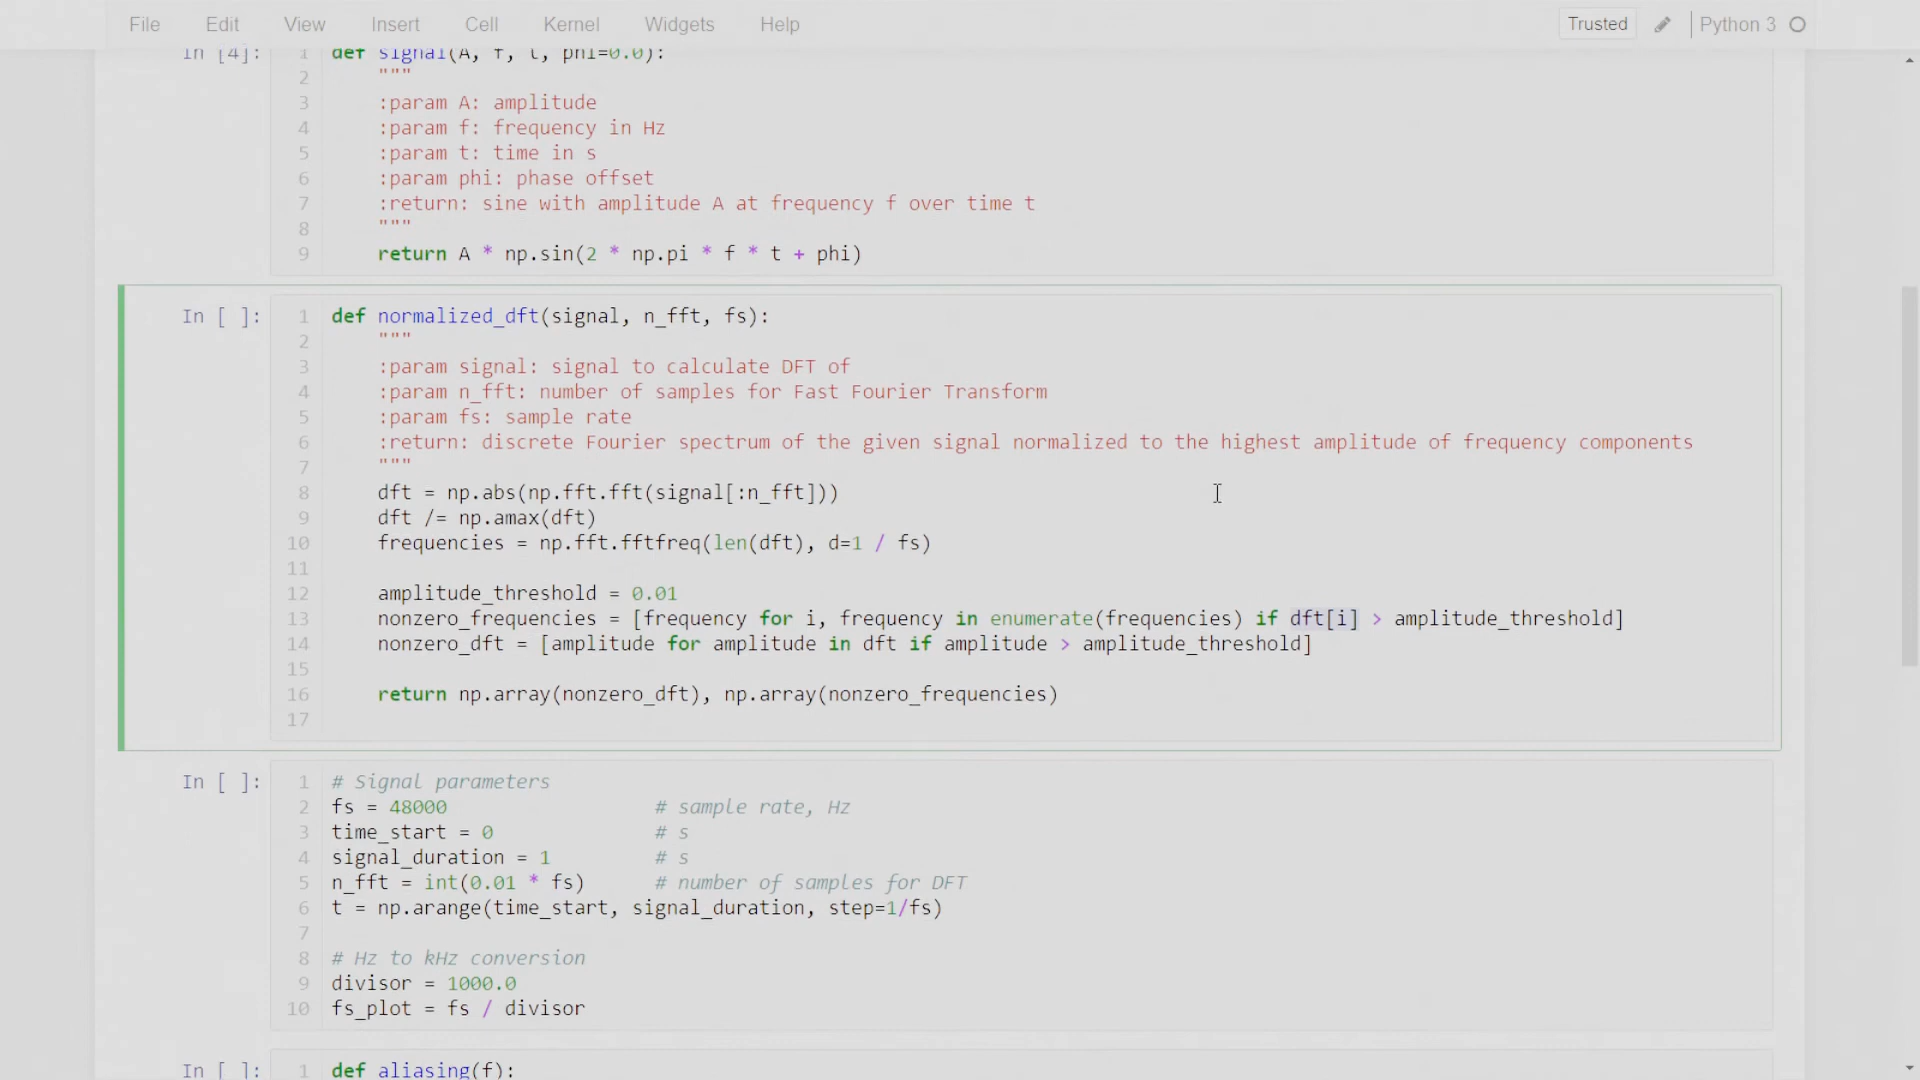 File Edit View Insert Cell Kernel Widgets Help Trusted Python 3
In [4]: 1 def signal(A, f, t, phi=0.0):
2 """
3 :param A: amplitude
4 :param f: frequency in Hz
5 :param t: time in s
6 :param phi: phase offset
7 :return: sine with amplitude A at frequency f over time t
8 """
9 return A * np.sin(2 * np.pi * f * t + phi)
In [ ]: 1 def normalized_dft(signal, n_fft, fs):
2 """
3 :param signal: signal to calculate DFT of
4 :param n_fft: number of samples for Fast Fourier Transform
5 :param fs: sample rate
6 :return: discrete Fourier spectrum of the given signal normalized to the highest amplitude of frequency components
7 """
8 dft = np.abs(np.fft.fft(signal[:n_fft]))
9 dft /= np.amax(dft)
10 frequencies = np.fft.fftfreq(len(dft), d=1 / fs)
11
12 amplitude_threshold = 0.01
13 nonzero_frequencies = [frequency for i, frequency in enumerate(frequencies) if dft[i] > amplitude_threshold]
14 nonzero_dft = [amplitude for amplitude in dft if amplitude > amplitude_threshold]
15
16 return np.array(nonzero_dft), np.array(nonzero_frequencies)
17
In [ ]: 1 # Signal parameters
2 fs = 48000 # sample rate, Hz
3 time_start = 0 # s
4 signal_duration = 1 # s
5 n_fft = int(0.01 * fs) # number of samples for DFT
6 t = np.arange(time_start, signal_duration, step=1/fs)
7
8 # Hz to kHz conversion
9 divisor = 1000.0
10 fs_plot = fs / divisor
In [ ]: 1 def aliasing(f):